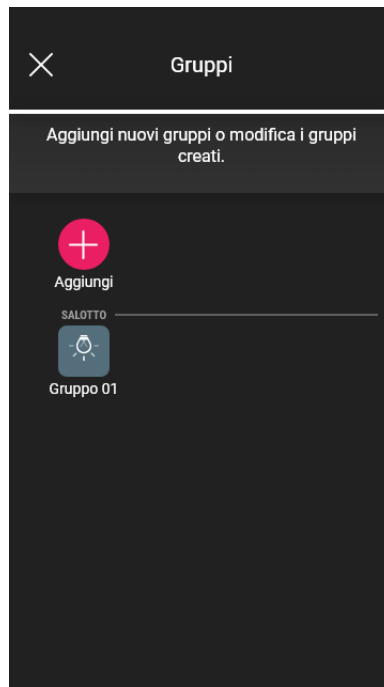 Gruppi
Aggiungi nuovi gruppi o modifica i gruppi
creati.
Aggiungi
SALOTTO
Gruppo 01